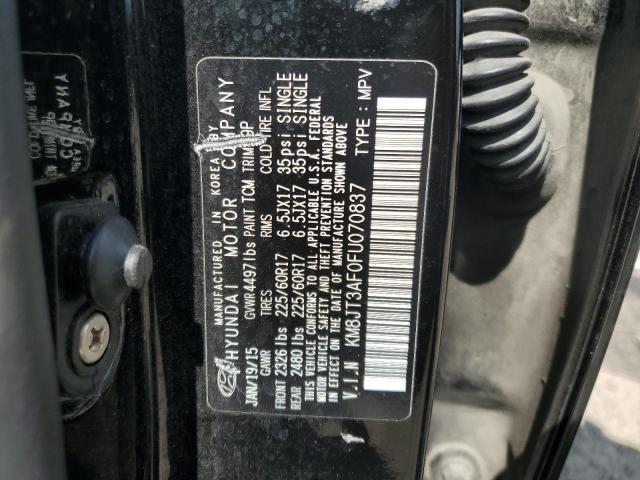 MANUFACTURED IN KOREA BY
HYUNDAI MOTOR COMPANY
JAN/19/15 GVWR 4497lbs PAINT TCM TRIM 9P
GAWR TIRES RIMS COLD TIRE INFL
FRONT 2326 lbs 225/60R17 6.5JX17 35psi SINGLE
REAR 2480 lbs 225/60R17 6.5JX17 35psi SINGLE
THIS VEHICLE CONFORMS TO ALL APPLICABLE U.S.A. FEDERAL
MOTOR VEHICLE SAFETY AND THEFT PREVENTION STANDARDS
IN EFFECT ON THE DATE OF MANUFACTURE SHOWN ABOVE
V.I.N KM8JT3AF0FU070837 TYPE : MPV